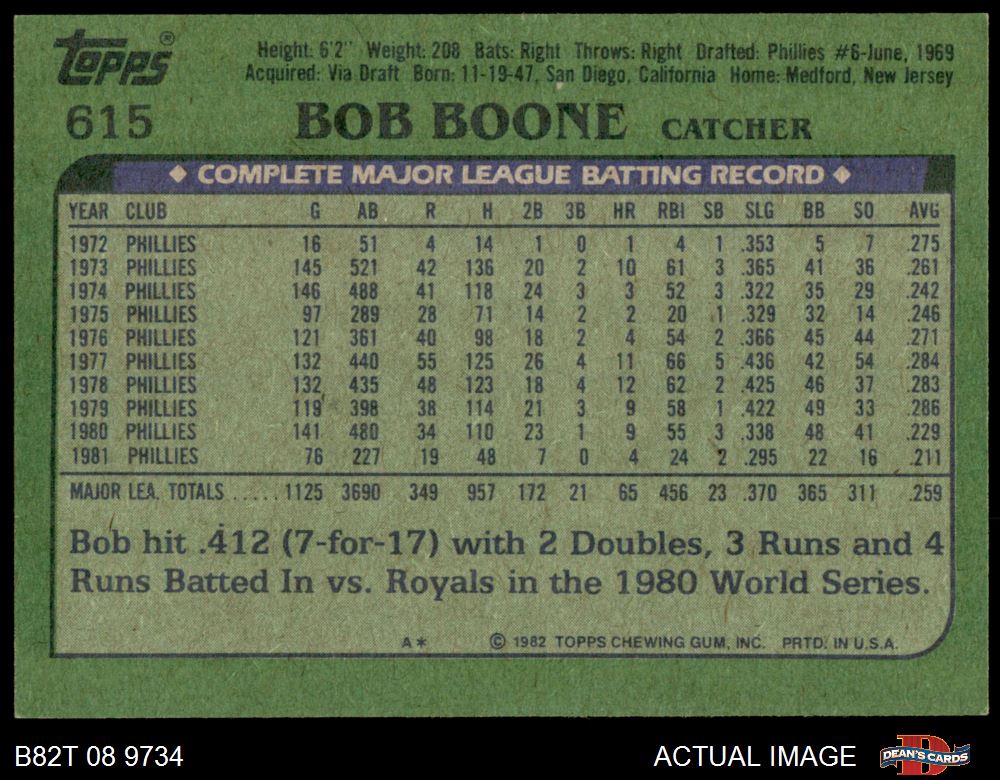 Topps®
Height: 6'2" Weight: 208 Bats: Right Throws: Right Drafted: Phillies #6-June, 1969
Acquired: Via Draft Born: 11-19-47, San Diego, California Home: Medford, New Jersey
615 BOB BOONE CATCHER
◆ COMPLETE MAJOR LEAGUE BATTING RECORD ◆
YEAR CLUB G AB R H 2B 3B HR RBI SB SLG BB SO AVG
1972 PHILLIES 16 51 4 14 1 0 1 4 1 .353 5 7 .275
1973 PHILLIES 145 521 42 136 20 2 10 61 3 .365 41 36 .261
1974 PHILLIES 146 488 41 118 24 3 3 52 3 .322 35 29 .242
1975 PHILLIES 97 289 28 71 14 2 2 20 1 .329 32 14 .246
1976 PHILLIES 121 361 40 98 18 2 4 54 2 .366 45 44 .271
1977 PHILLIES 132 440 55 125 26 4 11 66 5 .436 42 54 .284
1978 PHILLIES 132 435 48 123 18 4 12 62 2 .425 46 37 .283
1979 PHILLIES 119 398 38 114 21 3 9 58 1 .422 49 33 .286
1980 PHILLIES 141 480 34 110 23 1 9 55 3 .338 48 41 .229
1981 PHILLIES 76 227 19 48 7 0 4 24 2 .295 22 16 .211
MAJOR LEA. TOTALS ..... 1125 3690 349 957 172 21 65 456 23 .370 365 311 .259
Bob hit .412 (7-for-17) with 2 Doubles, 3 Runs and 4
Runs Batted In vs. Royals in the 1980 World Series.
A* © 1982 TOPPS CHEWING GUM, INC. PRTD. IN U.S.A.
B82T 08 9734 ACTUAL IMAGE DEAN'S CARDS